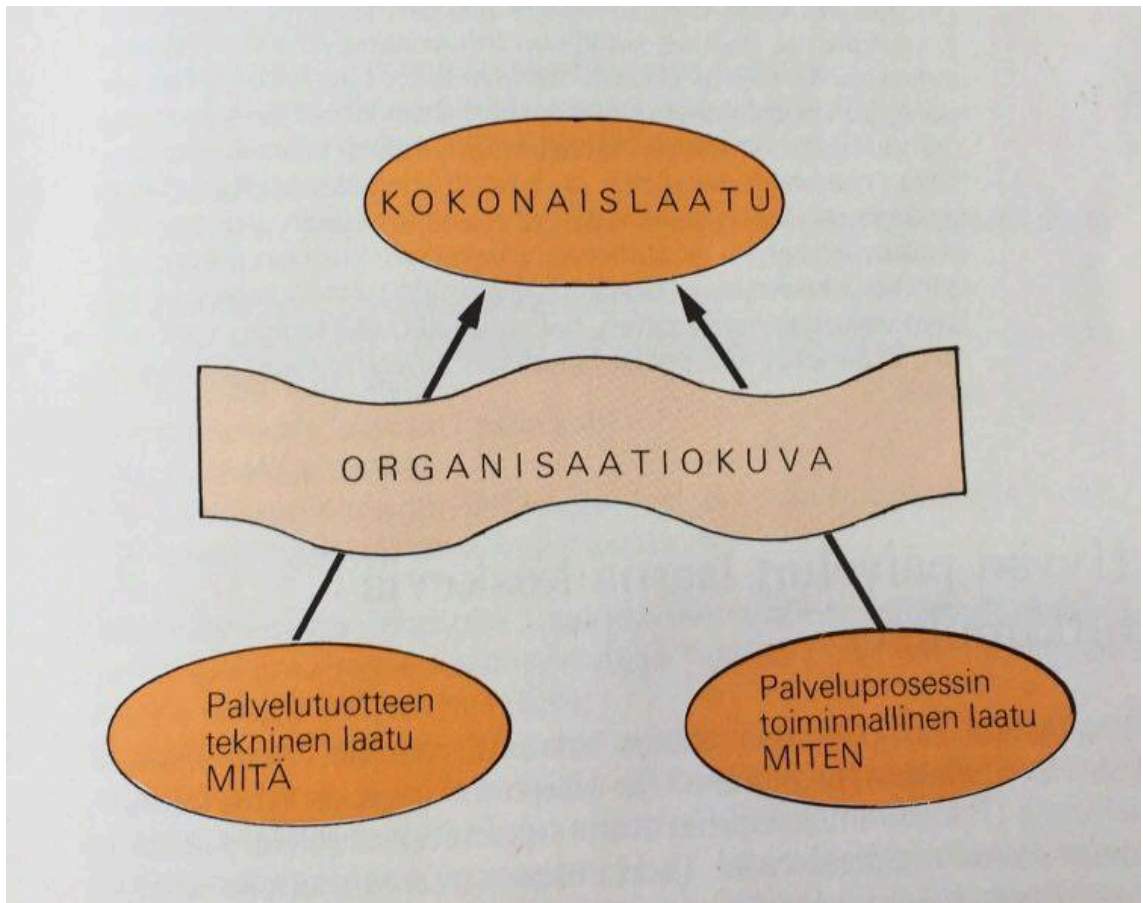 KOKONAISLAATU
ORGANISAATIOKUVA
Palvelutuotteen
tekninen laatu
MITÄ
Palveluprosessin
toiminnallinen laatu
MITEN